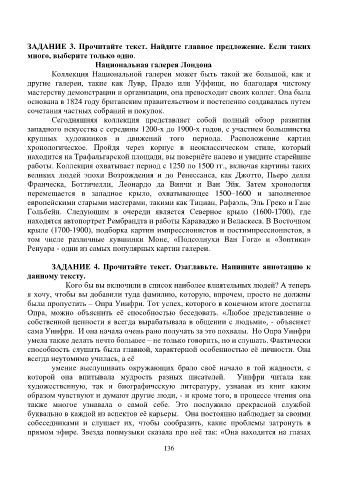 ЗАДАНИЕ 3. Прочитайте текст. Найдите главное предложение. Если таких
много, выберите только одно.
Национальная галерея Лондона
Коллекция Национальной галереи может быть такой же большой, как и
другие галереи, такие как Лувр, Прадо или Уффици, но благодаря чистому
мастерству демонстрации и организации, она превосходит своих коллег. Она была
основана в 1824 году британским правительством и постепенно создавалась путем
сочетания частных собраний и покупок.
Сегодняшняя коллекция представляет собой полный обзор развития
западного искусства с середины 1200-х до 1900-х годов, с участием большинства
крупных художников и движений того периода. Расположение картин
хронологическое. Пройдя через корпус в неоклассическом стиле, который
находится на Трафальгарской площади, вы повернёте налево и увидите старейшие
работы. Коллекция охватывает период с 1250 по 1500 гг., включая картины таких
великих людей эпохи Возрождения и до Ренессанса, как Джотто, Пьеро делла
Франческа, Боттичелли, Леонардо да Винчи и Ван Эйк. Затем хронология
перемещается в западное крыло, охватывающее 1500–1600 и заполненное
европейскими старыми мастерами, такими как Тициан, Рафаэль, Эль Греко и Ганс
Гольбейн. Следующим в очереди является Северное крыло (1600-1700), где
находятся автопортрет Рембрандта и работы Караваджо и Веласкеса. В Восточном
крыле (1700-1900), подборка картин импрессионистов и постимпрессионистов, в
том числе различные кувшинки Моне, «Подсолнухи Ван Гога» и «Зонтики»
Ренуара - одни из самых популярных картин галереи.
ЗАДАНИЕ 4. Прочитайте текст. Озаглавьте. Напишите аннотацию к
данному тексту.
Кого бы вы включили в список наиболее влиятельных людей? А теперь
я хочу, чтобы вы добавили туда фамилию, которую, впрочем, просто не должны
были пропустить – Опра Уинфри. Тот успех, которого в конечном итоге достигла
Опра, можно объяснить её способностью беседовать. «Любое представление о
собственной ценности я всегда вырабатывала в общении с людьми», - объясняет
сама Уинфри. И она начала очень рано получать за это похвалы. Но Опра Уинфри
умела также делать нечто большее – не только говорить, но и слушать. Фактически
способность слушать была главной, характерной особенностью её личности. Она
всегда неутомимо училась, а её
умение выслушивать окружающих брало своё начало в той жадности, с
которой она впитывала мудрость разных писателей. Уинфри читала как
художественную, так и биографическую литературу, узнавая из книг каким
образом чувствуют и думают другие люди, - и кроме того, в процессе чтения она
также многое узнавала о самой себе. Это послужило прекрасной службой
буквально в каждой из аспектов её карьеры. Она постоянно наблюдает за своими
собеседниками и слушает их, чтобы сообразить, какие проблемы затронуть в
прямом эфире. Звезда попмузыки сказала про неё так: «Она находится на глазах
136